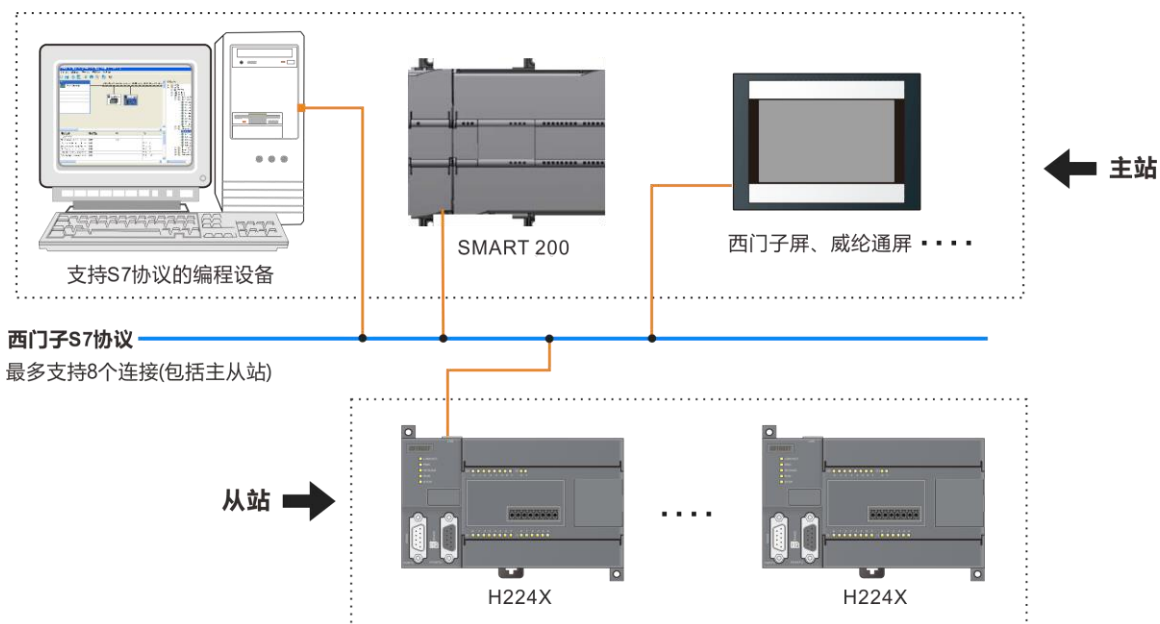 主站
SMART 200
西门子屏、威纶通屏 ····
支持S7协议的编程设备
西门子S7协议
最多支持8个连接(包括主从站)
从站
····
H224X
H224X